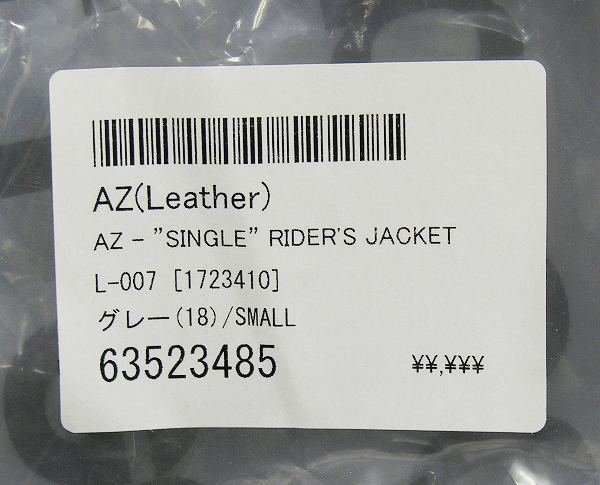 AZ(Leather)
AZ - "SINGLE" RIDER'S JACKET
L-007 [1723410]
グレー(18)/SMALL
63523485 ¥¥,¥¥¥